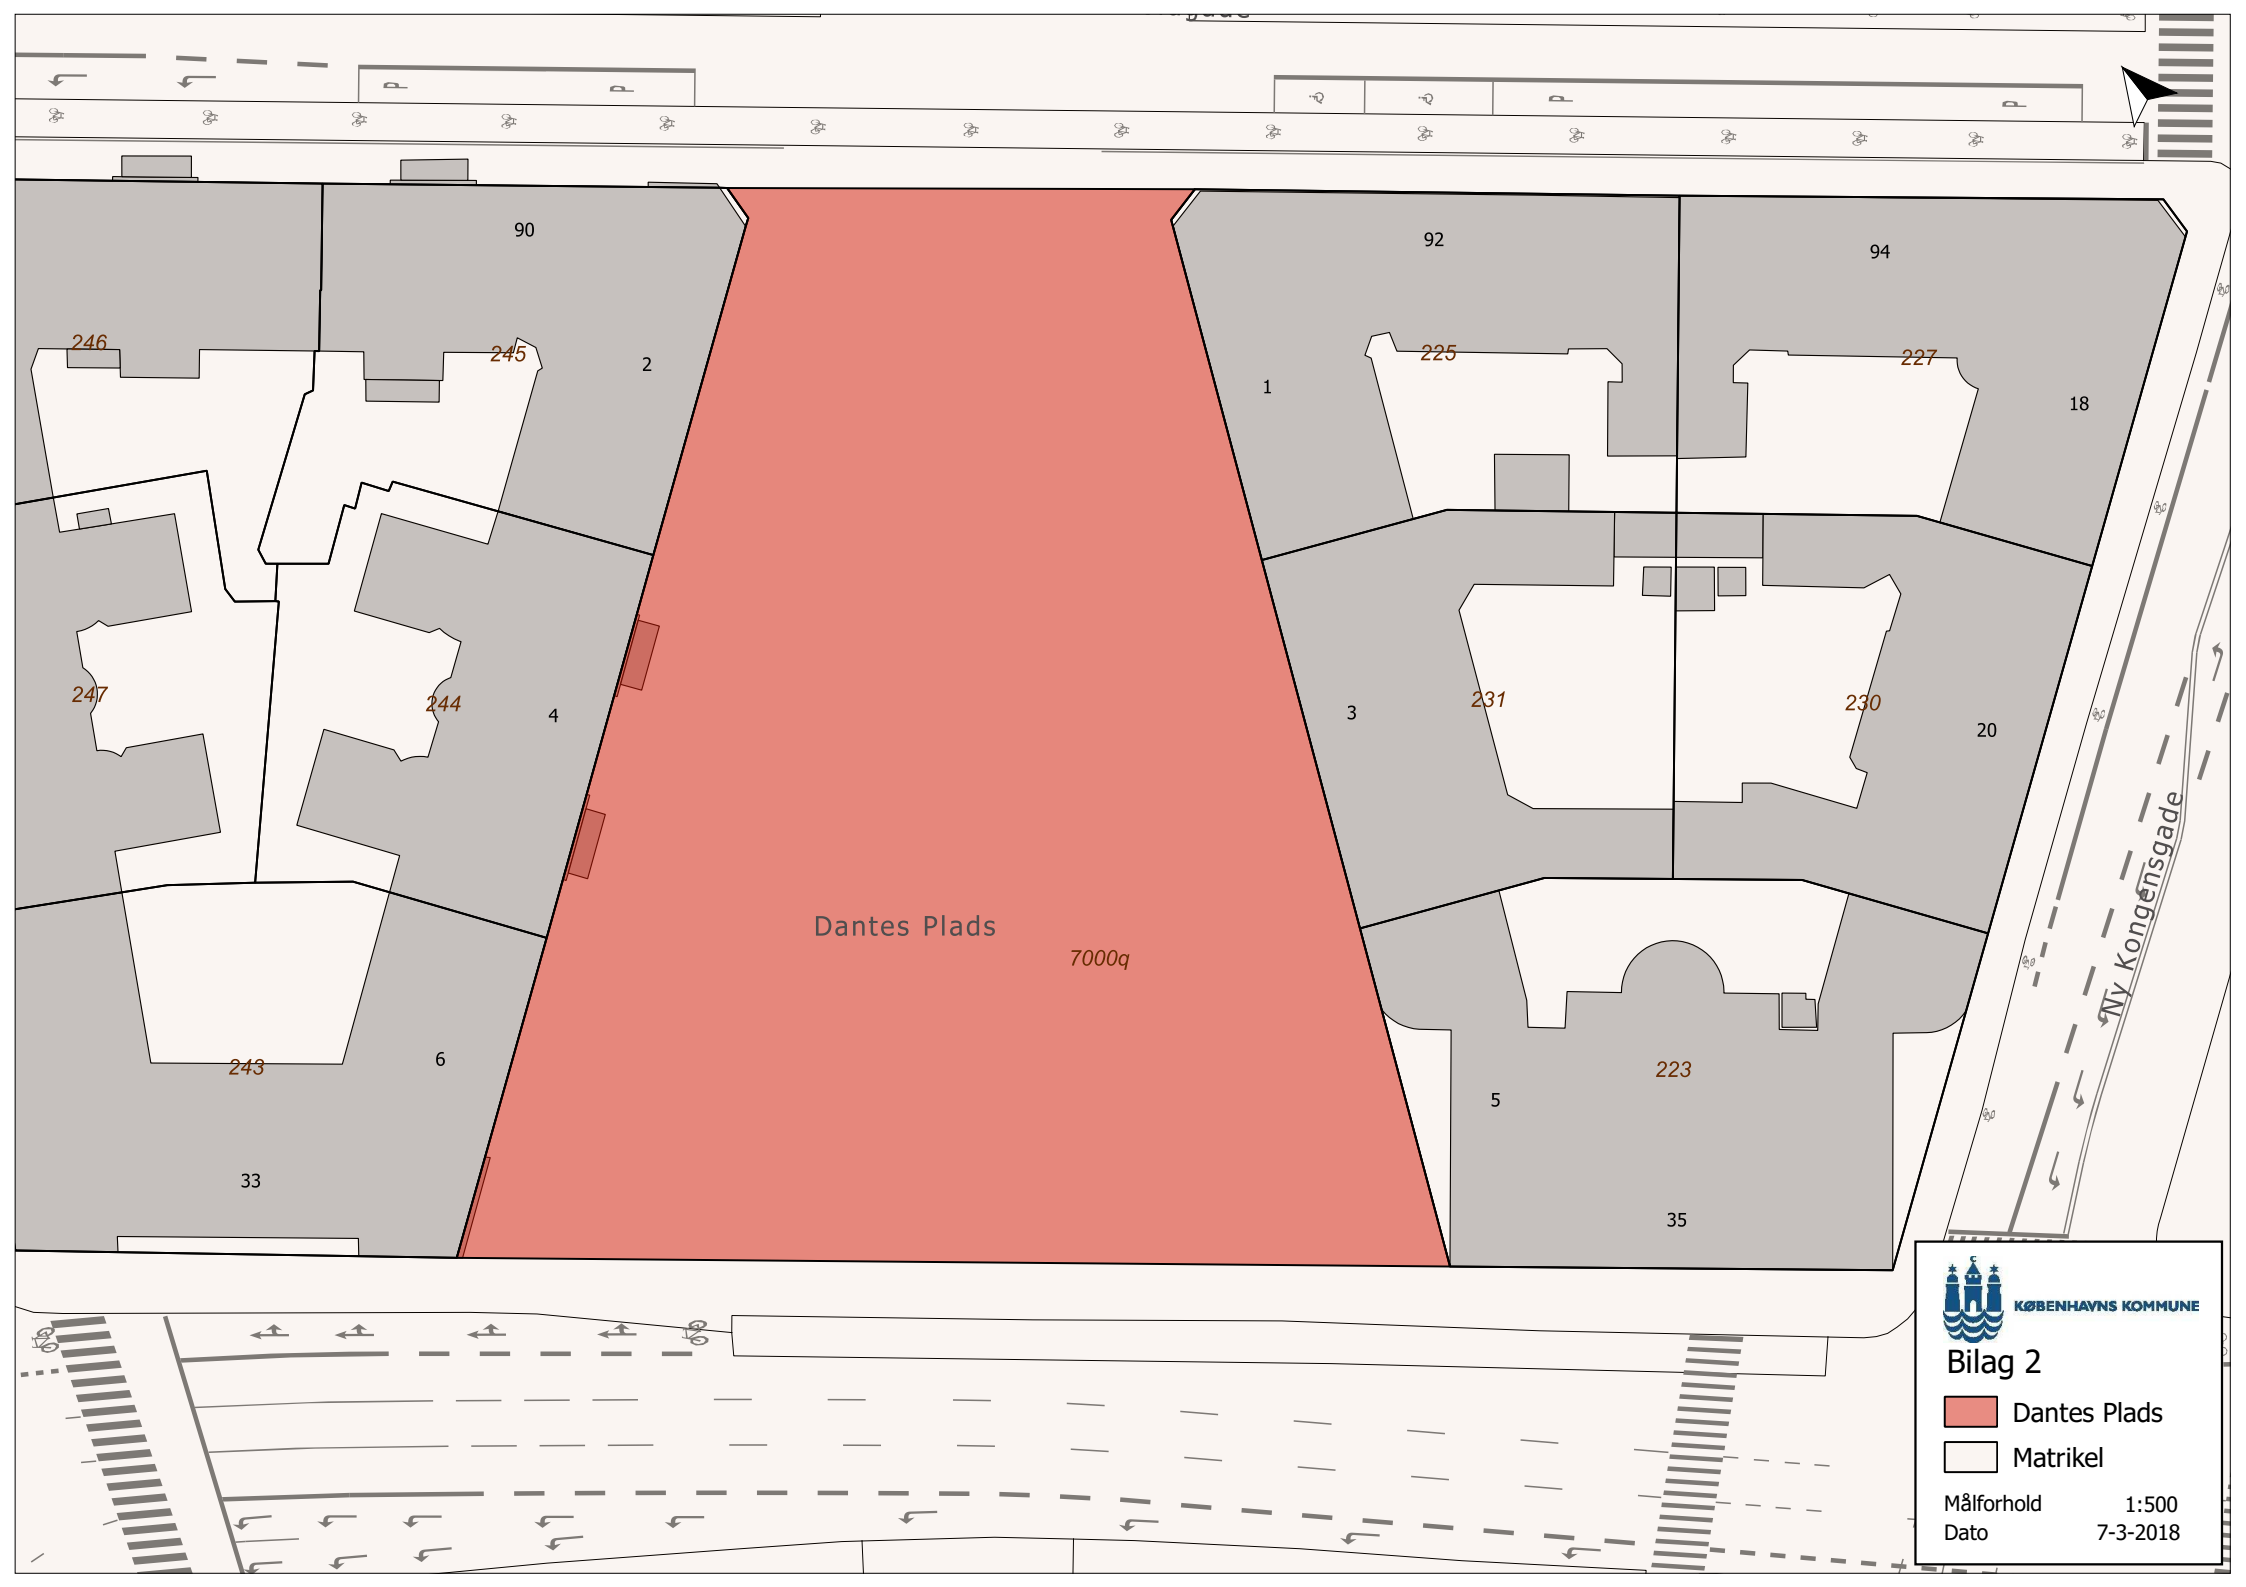 P P P P
90
92
94
246
245
2
225
227
1
18
247
244
4
3
231
230
20
Ny Kongensgade
Dantes Plads
7000q
243
6
223
5
33
35
KØBENHAVNS KOMMUNE
Bilag 2
Dantes Plads
Matrikel
Målforhold 1:500
Dato 7-3-2018